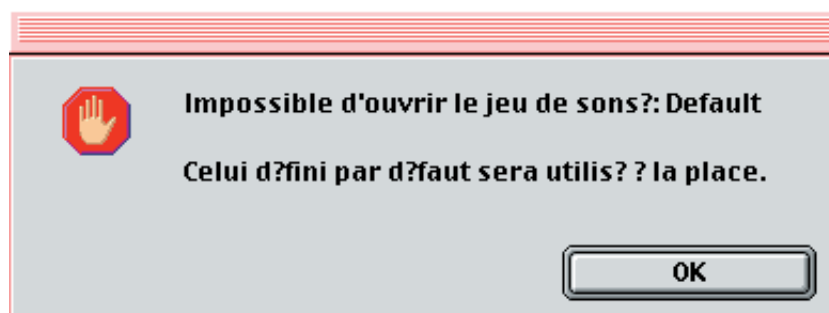 Impossible d'ouvrir le jeu de sons?: Default
Celui d?fini par d?faut sera utilis? ? la place.
OK